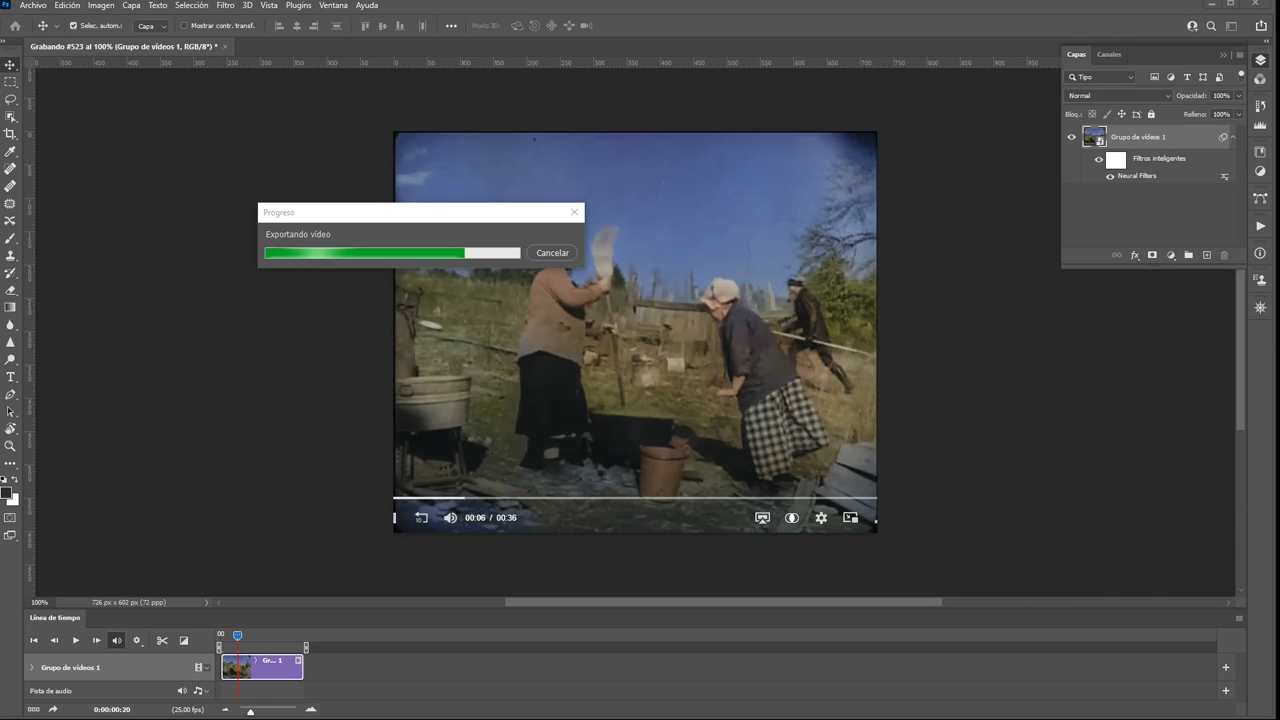 Ps Archivo Edición Imagen Capa Texto Selección Filtro 3D Vista Plugins Ventana Ayuda
Selec. autom.: Capa Mostrar contr. transf. Modo 3D:
Grabando #523 al 100% (Grupo de vídeos 1, RGB/8*) *
Capas Canales
Tipo
Normal Opacidad: 100%
Bloq.: Relleno: 100%
Grupo de vídeos 1
Filtros inteligentes
Neural Filters
Progreso
Exportando vídeo
Cancelar
10 00:06 / 00:36
100% 726 px x 602 px (72 ppp)
Línea de tiempo
00
Grupo de vídeos 1 Gr... 1
Pista de audio
0:00:00:20 (25,00 fps)